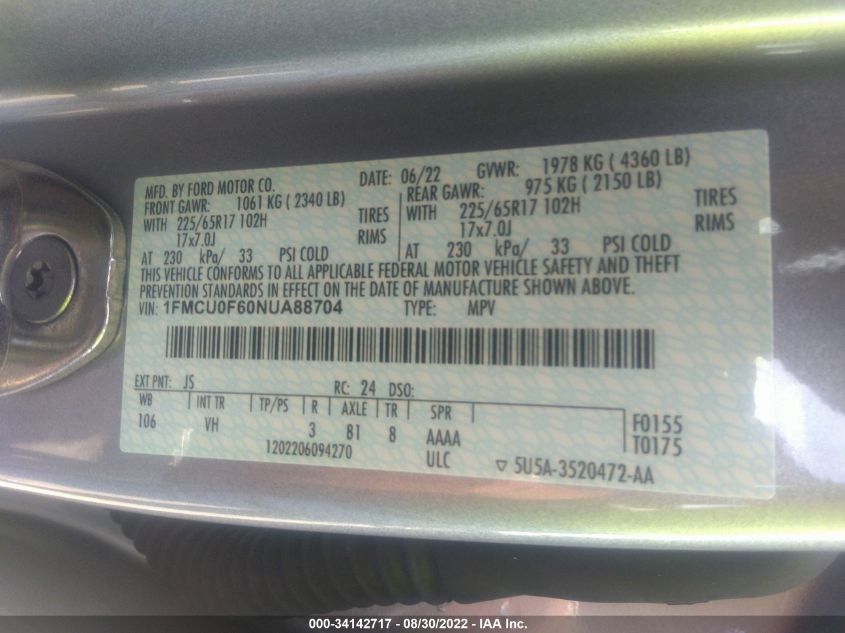 MFD. BY FORD MOTOR CO. DATE: 06/22 GVWR: 1978 KG ( 4360 LB)
FRONT GAWR: 1061 KG ( 2340 LB) REAR GAWR: 975 KG ( 2150 LB)
WITH 225/65R17 102H TIRES WITH 225/65R17 102H TIRES
17x7.0J RIMS 17x7.0J RIMS
AT 230 kPa/ 33 PSI COLD AT 230 kPa/ 33 PSI COLD
THIS VEHICLE CONFORMS TO ALL APPLICABLE FEDERAL MOTOR VEHICLE SAFETY AND THEFT
PREVENTION STANDARDS IN EFFECT ON THE DATE OF MANUFACTURE SHOWN ABOVE.
VIN: 1FMCU0F60NUA88704 TYPE: MPV
EXT PNT: JS RC: 24 DSO:
WB INT TR TP/PS R AXLE TR SPR F0155
106 VH 3 81 8 AAAA T0175
1202206094270 ULC 5U5A-3520472-AA
000-34142717 - 08/30/2022 - IAA Inc.